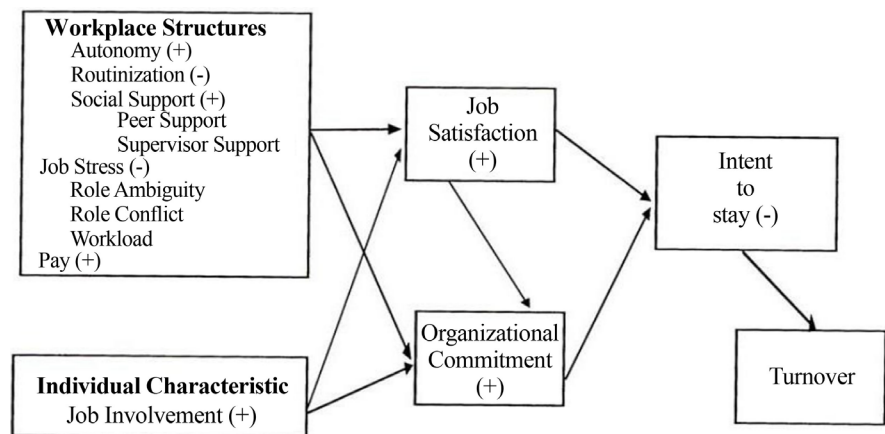 Workplace Structures
Autonomy (+)
Routinization (-)
Social Support (+)
Peer Support
Supervisor Support
Job Stress (-)
Role Ambiguity
Role Conflict
Workload
Pay (+)
Individual Characteristic
Job Involvement (+)
Job
Satisfaction
(+)
Organizational
Commitment
(+)
Intent
to
stay (-)
Turnover